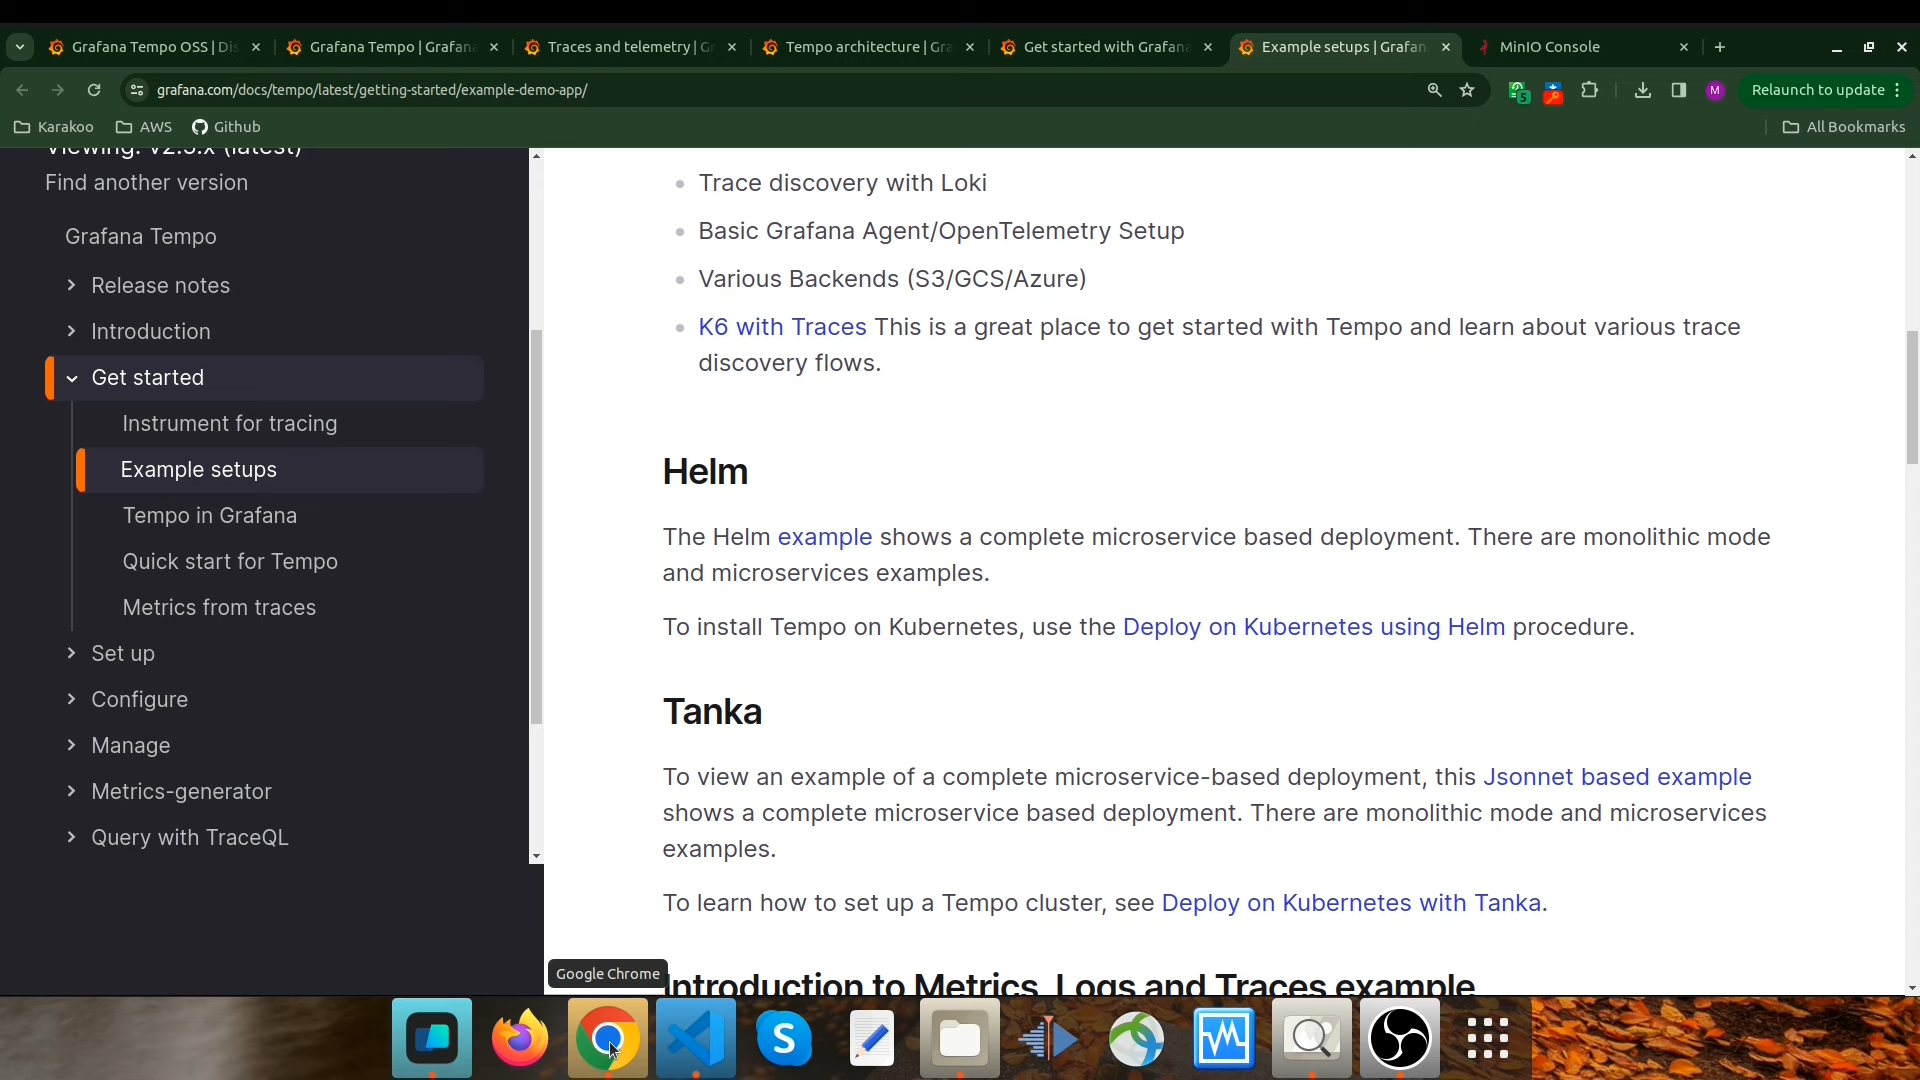 Grafana Tempo OSS | Dis
Grafana Tempo | Grafan
Traces and telemetry | G
Tempo architecture | Gra
Get started with Grafan
Example setups | Grafan
MinIO Console
grafana.com/docs/tempo/latest/getting-started/example-demo-app/
5
M
Relaunch to update
Karakoo
AWS
Github
All Bookmarks
Find another version
Grafana Tempo
Release notes
Introduction
Get started
Instrument for tracing
Example setups
Tempo in Grafana
Quick start for Tempo
Metrics from traces
Set up
Configure
Manage
Metrics-generator
Query with TraceQL
Trace discovery with Loki
Basic Grafana Agent/OpenTelemetry Setup
Various Backends (S3/GCS/Azure)
K6 with Traces This is a great place to get started with Tempo and learn about various trace
discovery flows.
Helm
The Helm example shows a complete microservice based deployment. There are monolithic mode
and microservices examples.
To install Tempo on Kubernetes, use the Deploy on Kubernetes using Helm procedure.
Tanka
To view an example of a complete microservice-based deployment, this Jsonnet based example
shows a complete microservice based deployment. There are monolithic mode and microservices
examples.
To learn how to set up a Tempo cluster, see Deploy on Kubernetes with Tanka.
Introduction to Metrics, Logs and Traces example
Google Chrome
S